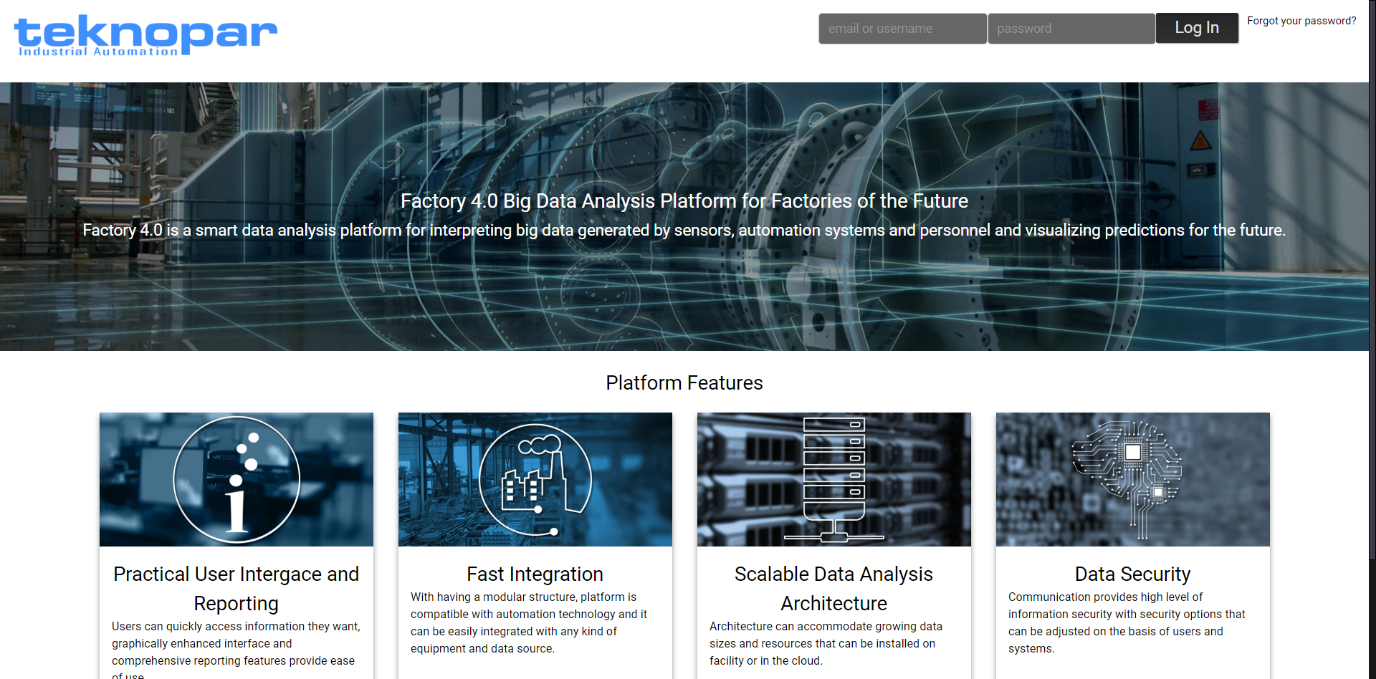 teknopar
Industrial Automation
email or username
password
Log In
Forgot your password?
Factory 4.0 Big Data Analysis Platform for Factories of the Future
Factory 4.0 is a smart data analysis platform for interpreting big data generated by sensors, automation systems and personnel and visualizing predictions for the future.
Platform Features
Practical User Intergace and
Reporting
Users can quickly access information they want,
graphically enhanced interface and
comprehensive reporting features provide ease
of use
Fast Integration
With having a modular structure, platform is
compatible with automation technology and it
can be easily integrated with any kind of
equipment and data source.
Scalable Data Analysis
Architecture
Architecture can accommodate growing data
sizes and resources that can be installed on
facility or in the cloud.
Data Security
Communication provides high level of
information security with security options that
can be adjusted on the basis of users and
systems.